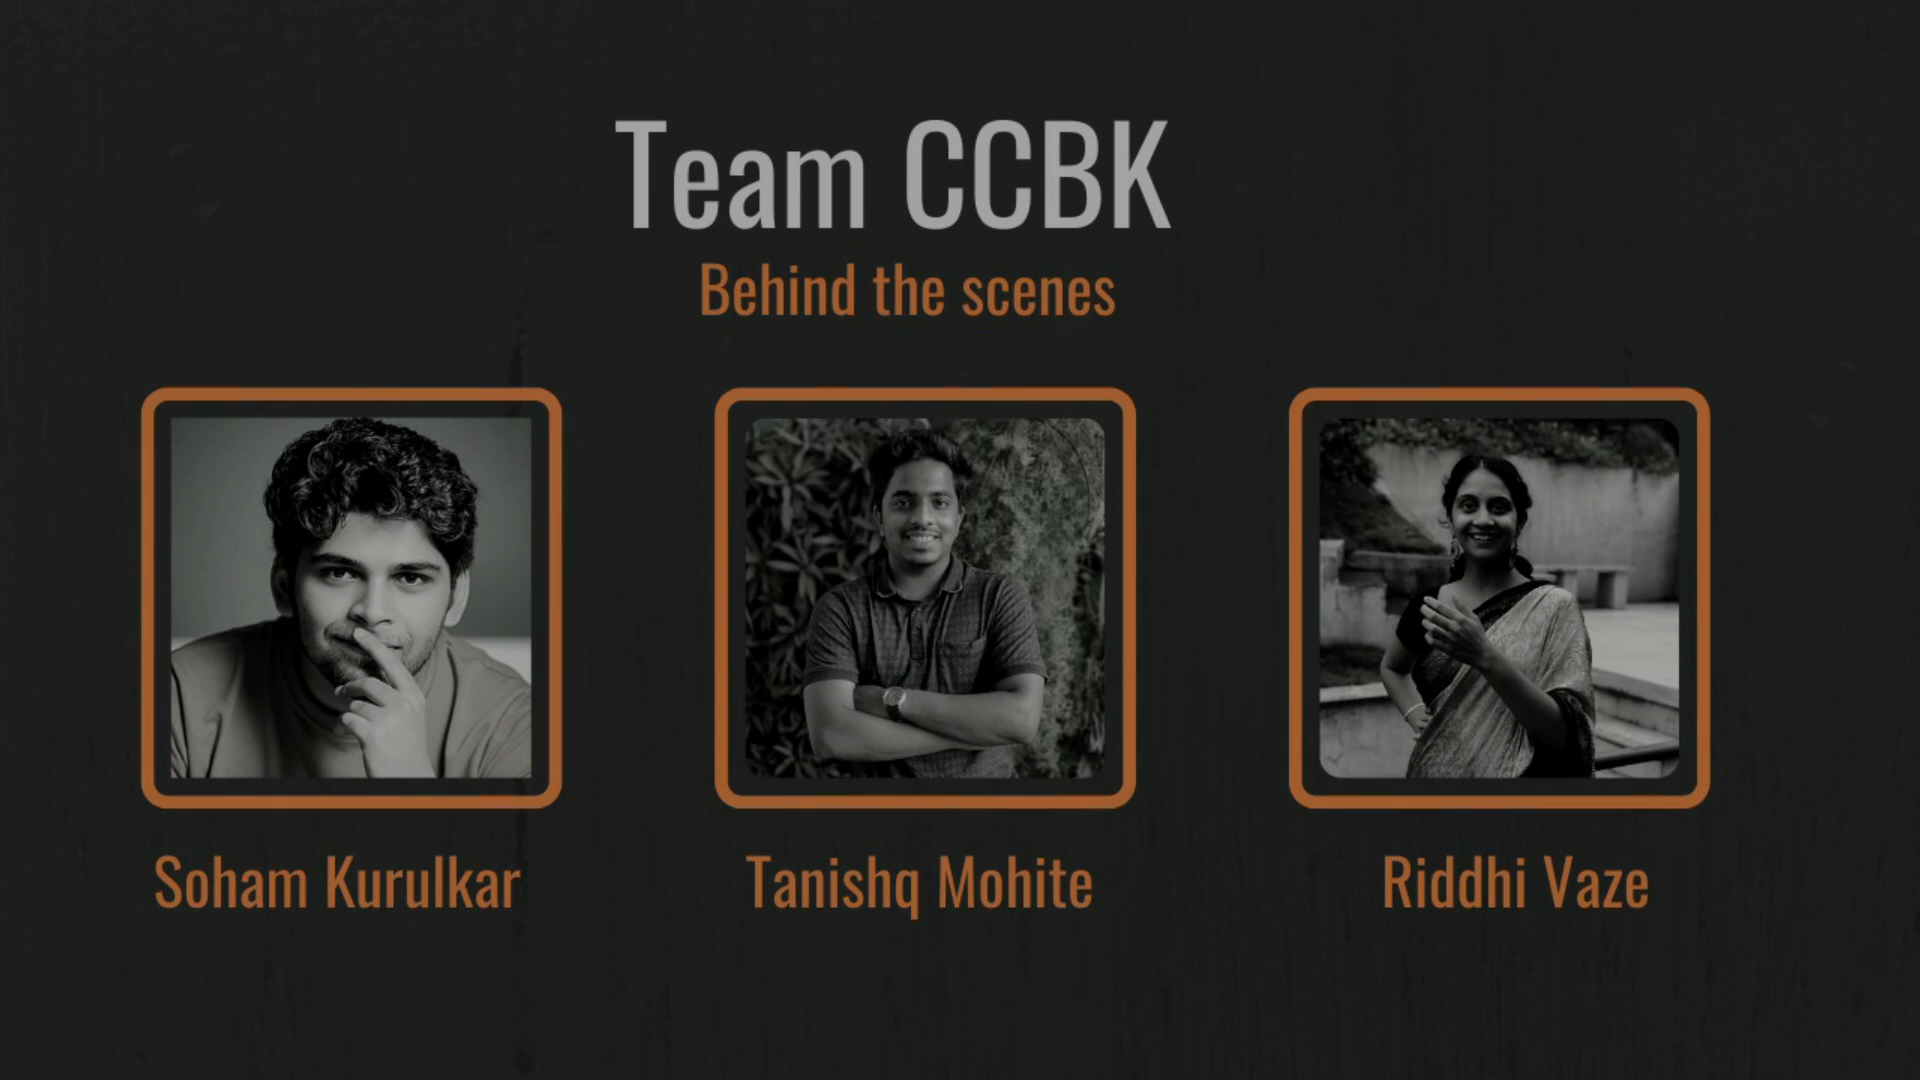 Team CCBK
Behind the scenes
Soham Kurulkar
Tanishq Mohite
Riddhi Vaze